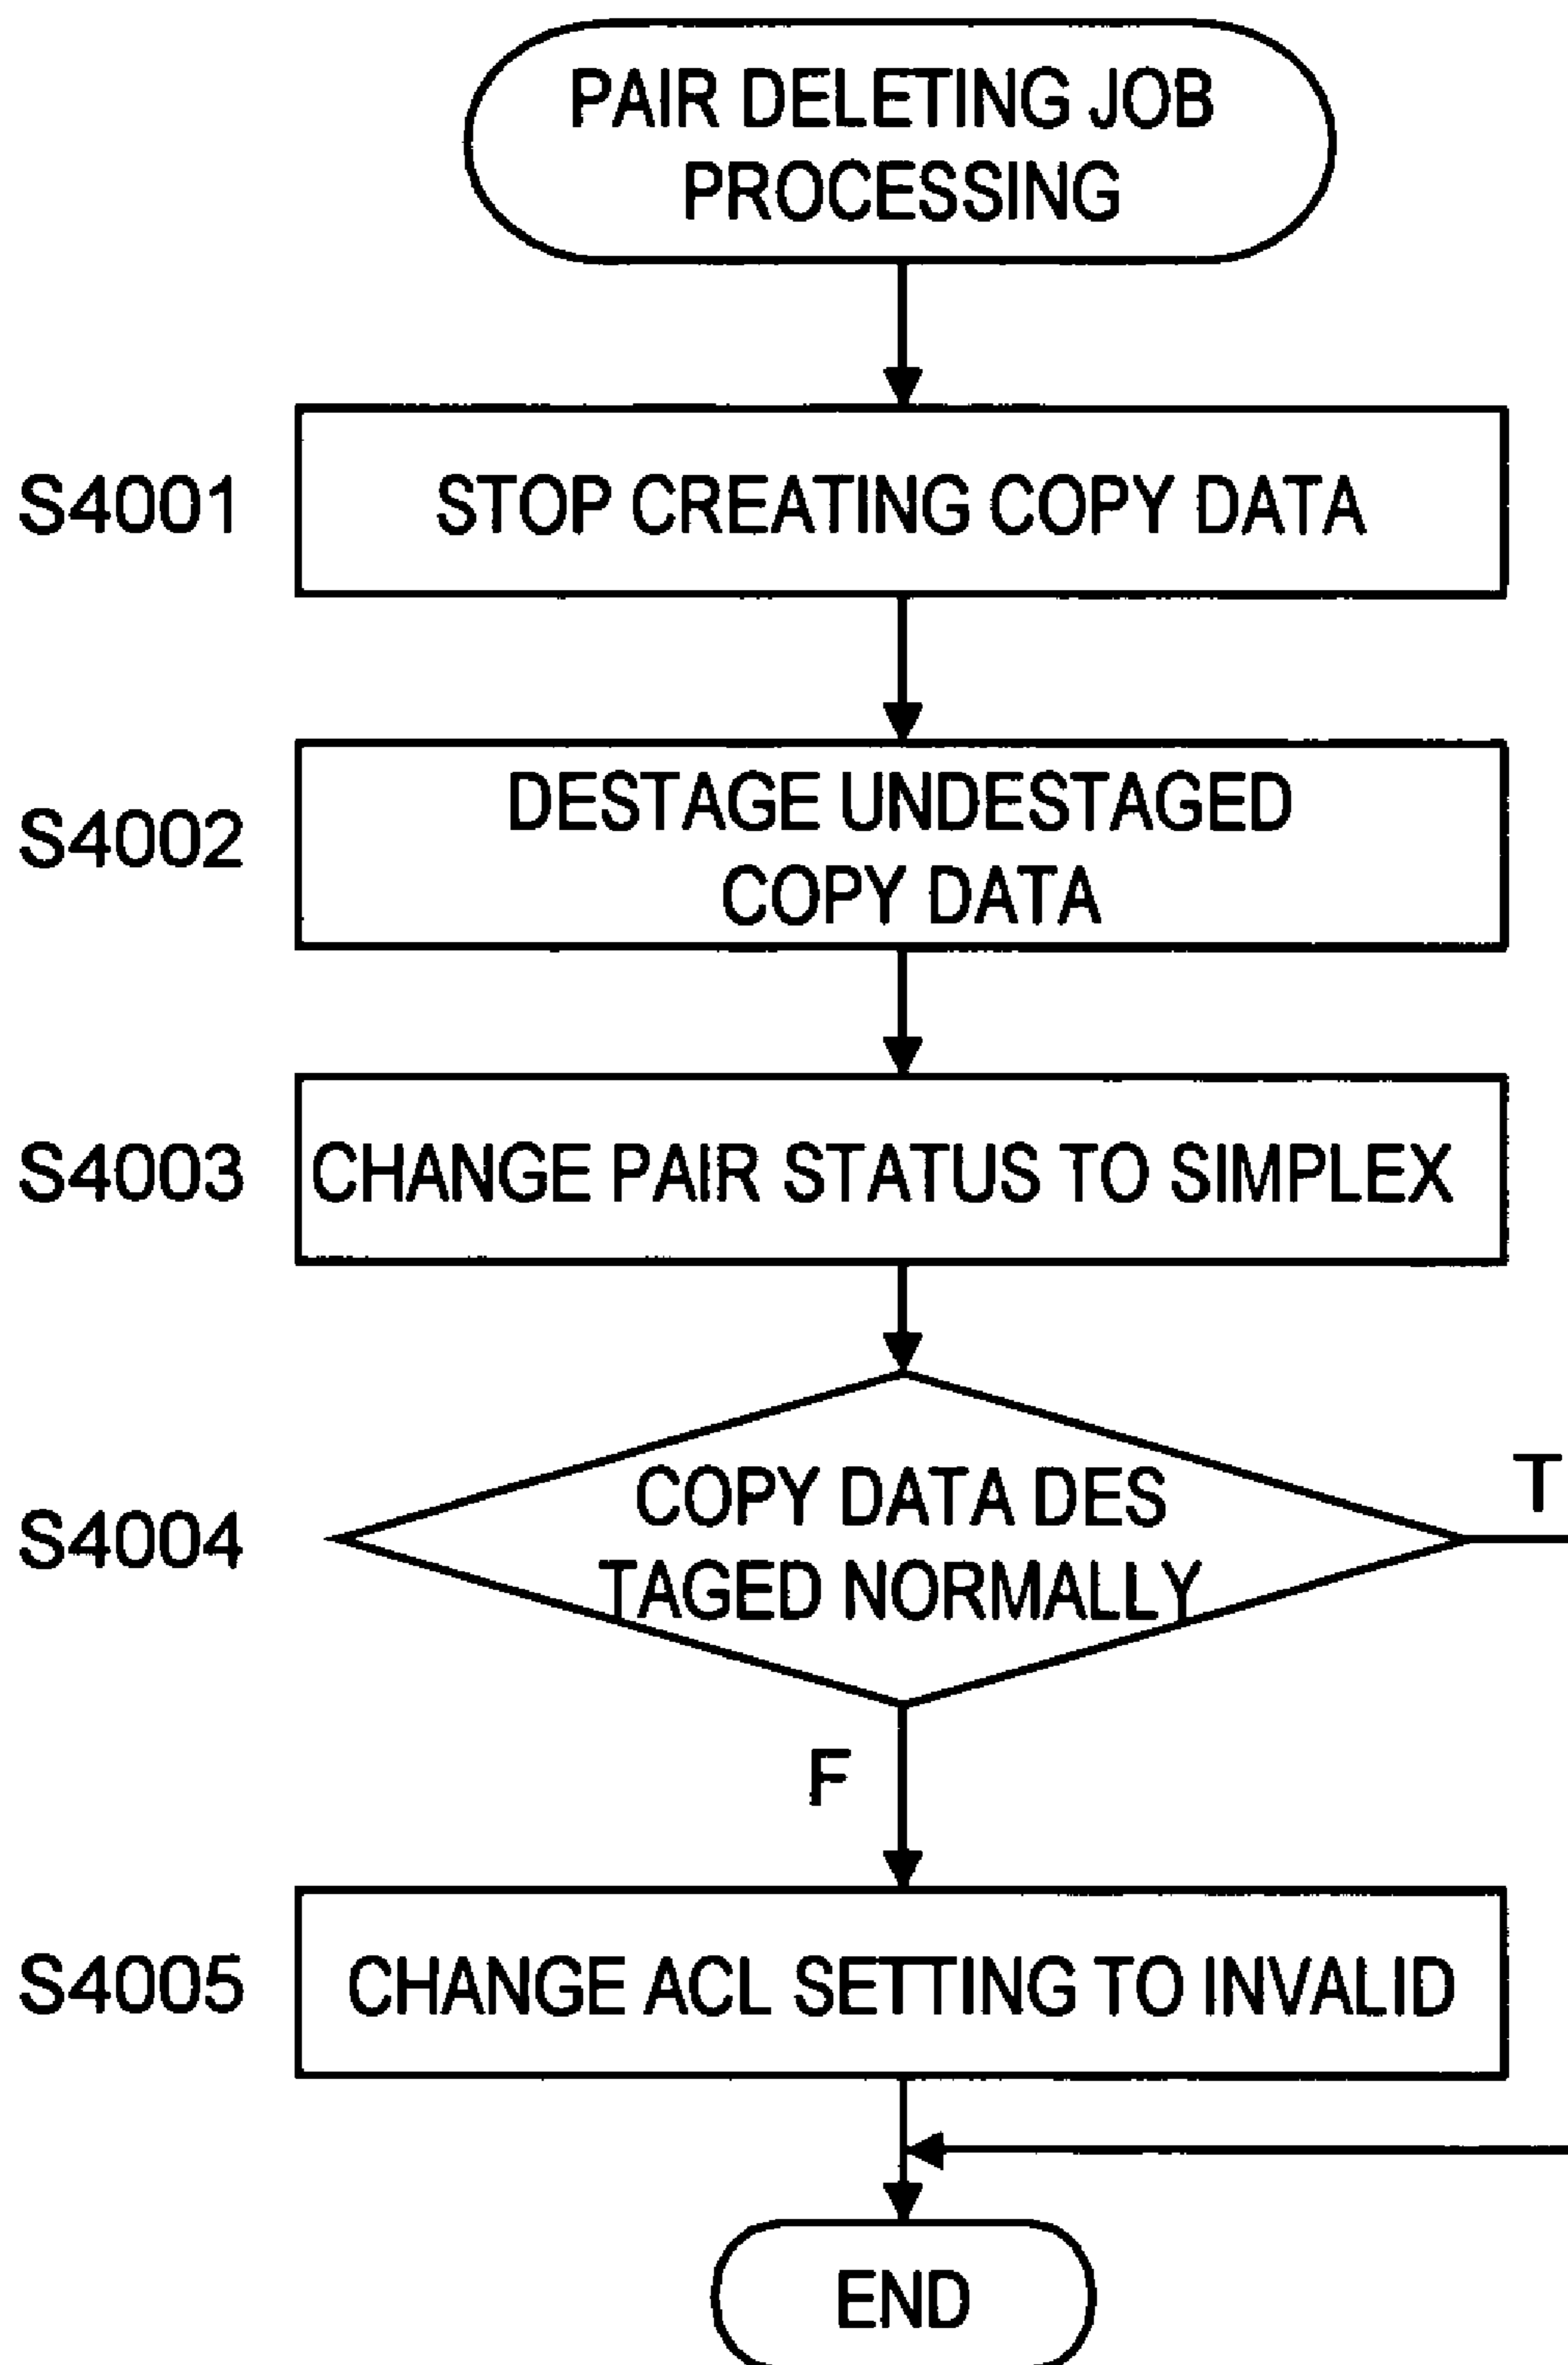 PAIR DELETING JOB
PROCESSING
S4001
STOP CREATING COPY DATA
S4002
DESTAGE UNDESTAGED
COPY DATA
S4003
CHANGE PAIR STATUS TO SIMPLEX
S4004
COPY DATA DES
TAGED NORMALLY
T
F
S4005
CHANGE ACL SETTING TO INVALID
END